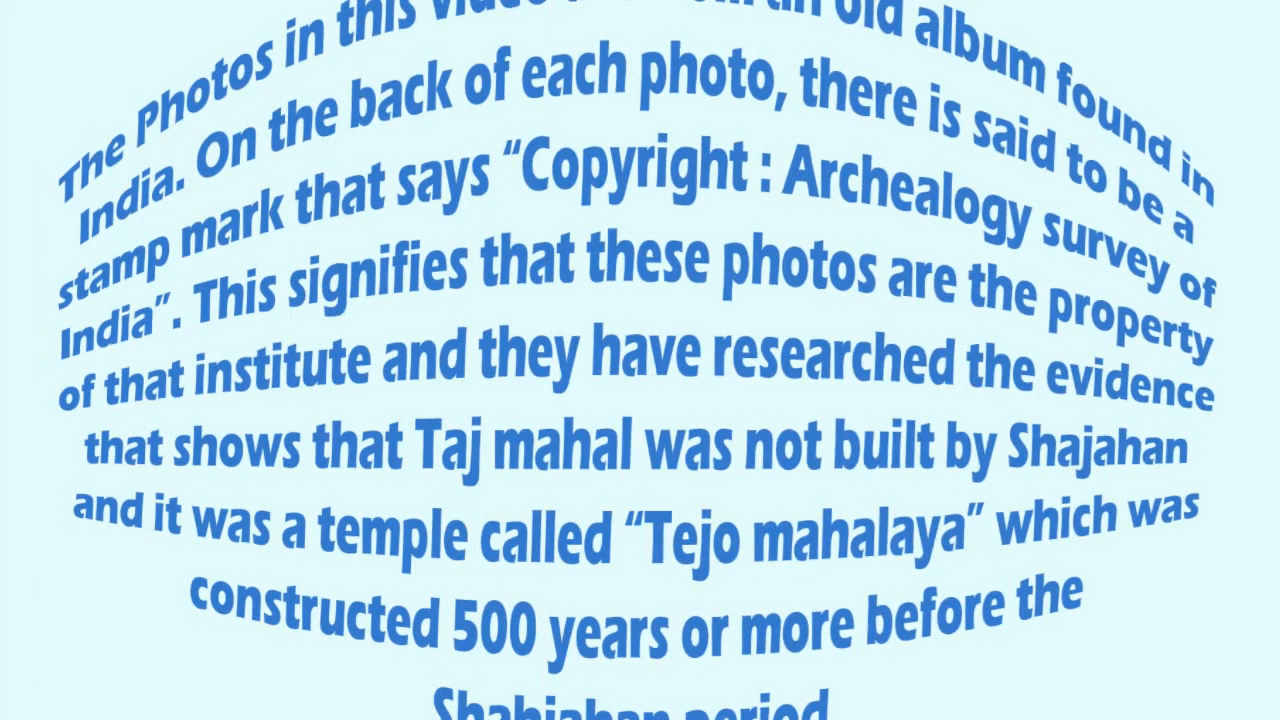 The Photos in this video an old album found in
India. On the back of each photo, there is said to be a
stamp mark that says “Copyright : Archealogy survey of
India”. This signifies that these photos are the property
of that institute and they have researched the evidence
that shows that Taj mahal was not built by Shajahan
and it was a temple called “Tejo mahalaya” which was
constructed 500 years or more before the
Shahjahan period